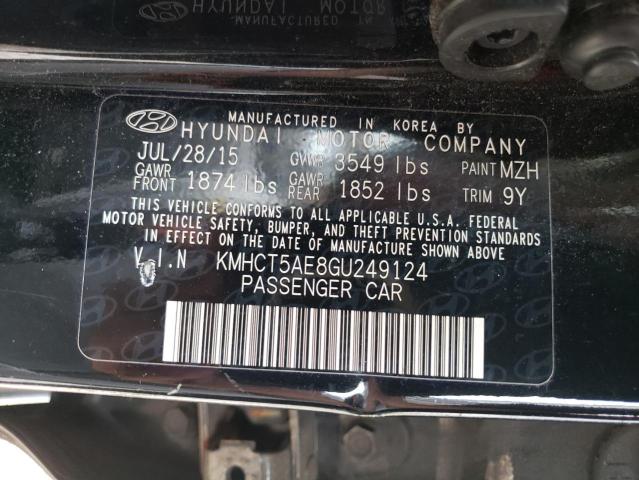 HYUNDAI MOTOR
MANUFACTURED IN KOREA BY
HYUNDAI MOTOR COMPANY
JUL/28/15 GVWR 3549 lbs PAINT MZH
GAWR FRONT 1874 lbs GAWR REAR 1852 lbs TRIM 9Y
THIS VEHICLE CONFORMS TO ALL APPLICABLE U.S.A. FEDERAL
MOTOR VEHICLE SAFETY, BUMPER, AND THEFT PREVENTION STANDARDS
IN EFFECT ON THE DATE OF MANUFACTURE SHOWN ABOVE
V.I.N KMHCT5AE8GU249124
PASSENGER CAR